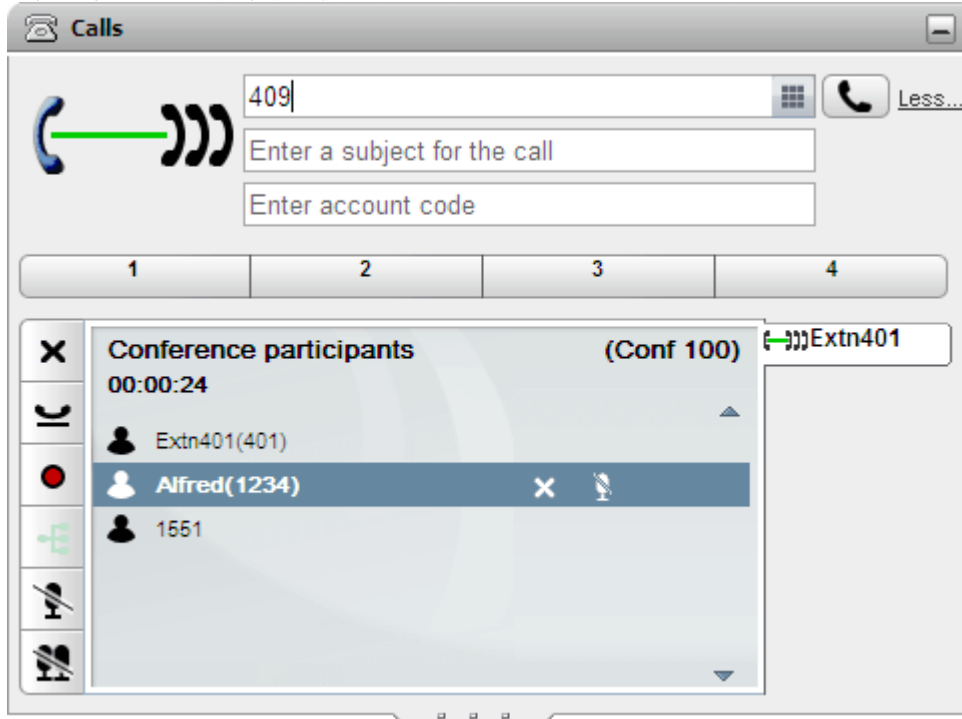 Calls
409
Less...
Enter a subject for the call
Enter account code
1 2 3 4
Conference participants (Conf 100)
00:00:24
Extn401(401)
Alfred(1234)
1551
Extn401